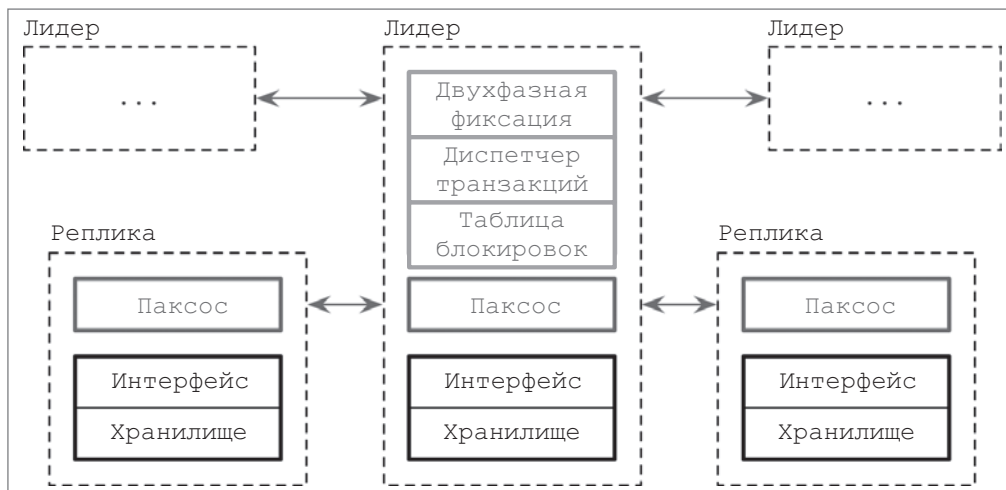 Лидер
Лидер
Лидер
...
Двухфазная
фиксация
...
Диспетчер
транзакций
Таблица
блокировок
Реплика
Реплика
Паксос
Паксос
Паксос
Интерфейс
Интерфейс
Интерфейс
Хранилище
Хранилище
Хранилище